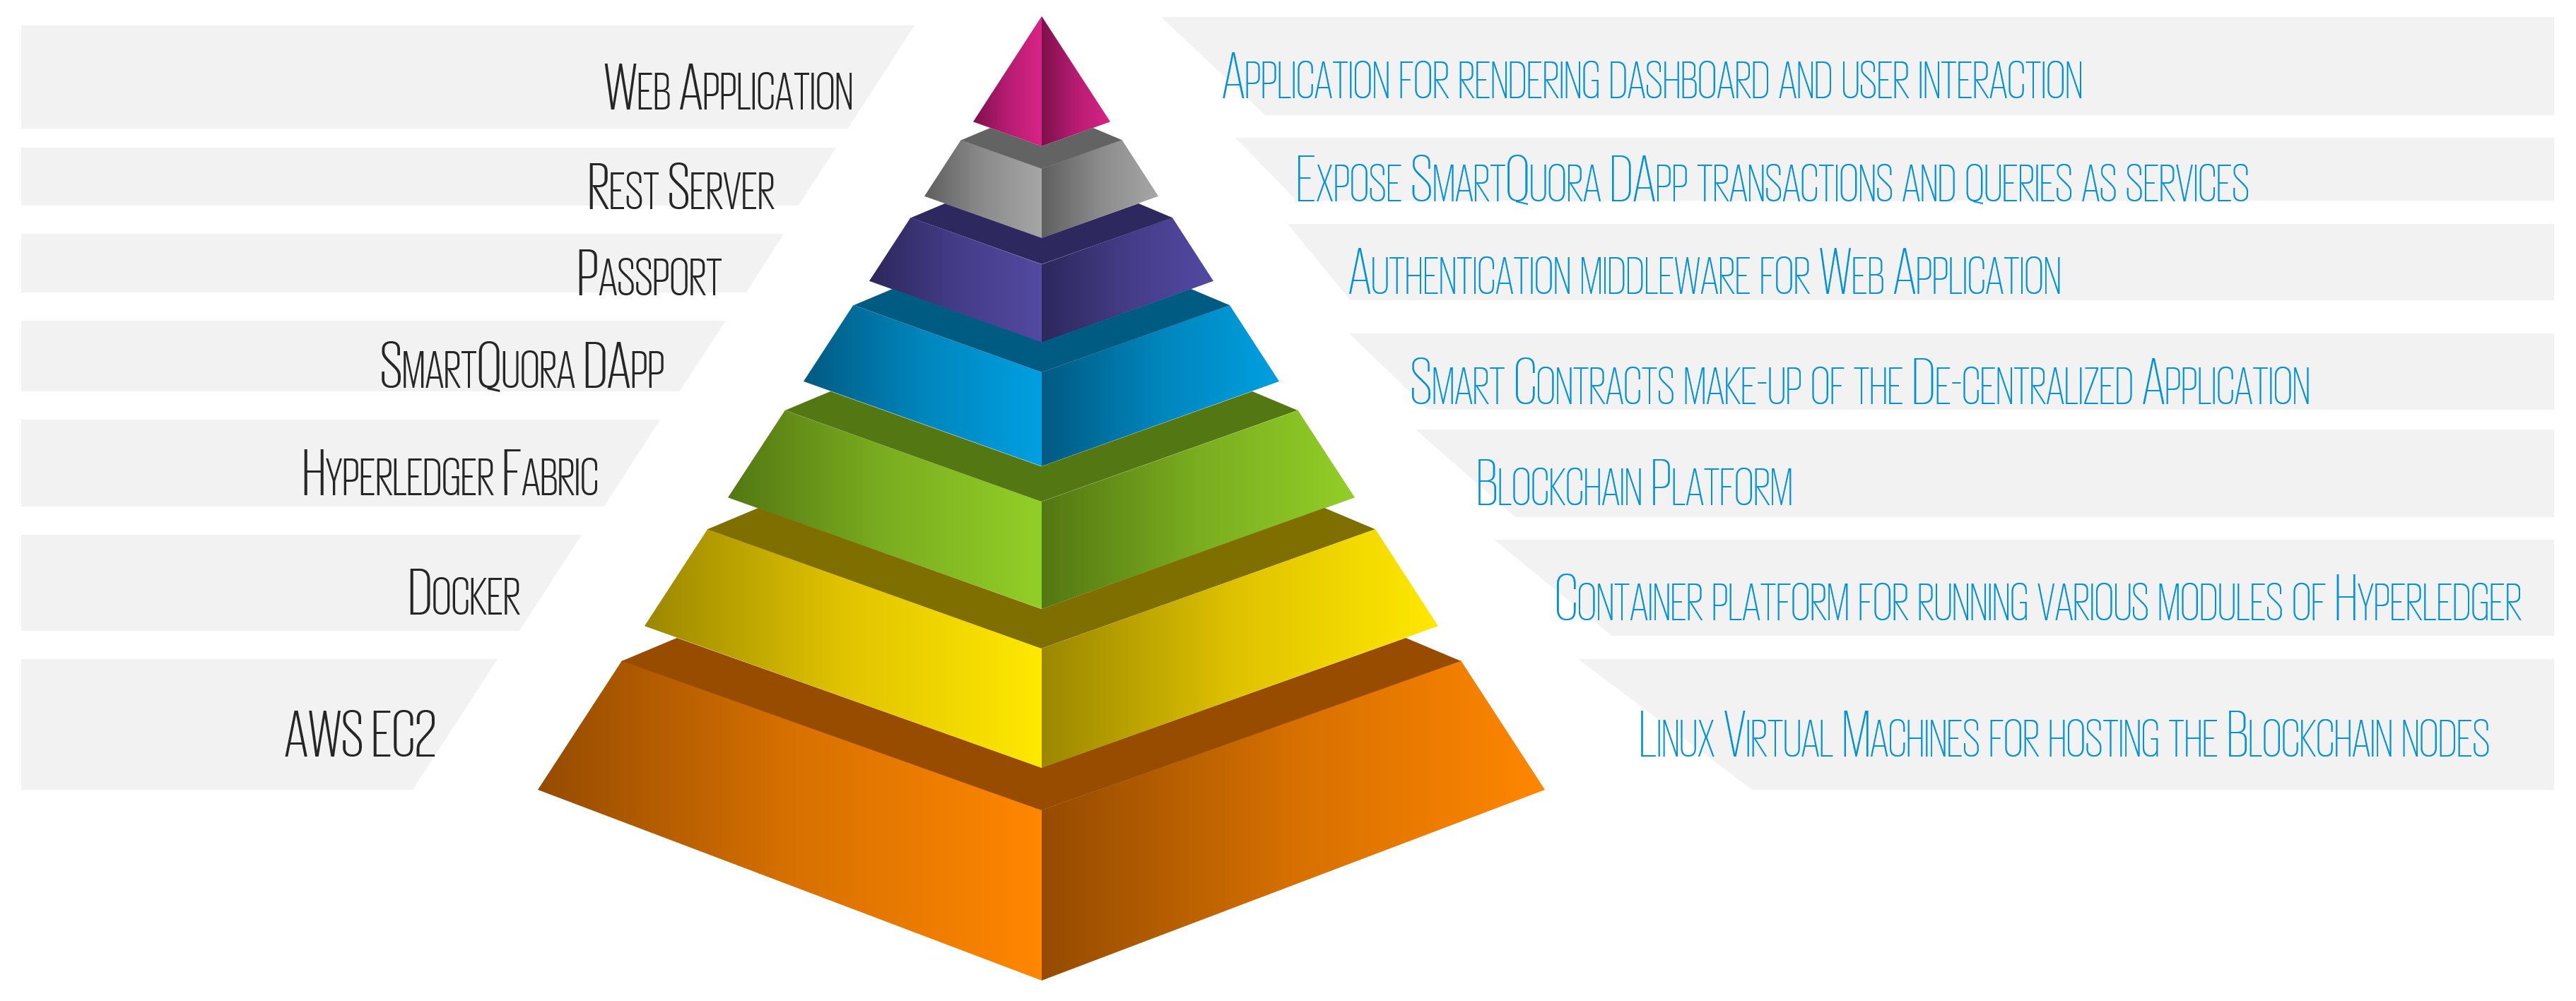 Web Application
Application for rendering dashboard and user interaction
Rest Server
Expose SmartQuora DApp transactions and queries as services
Passport
Authentication middleware for Web Application
SmartQuora DApp
Smart Contracts make-up of the De-centralized Application
Hyperledger Fabric
Blockchain Platform
Docker
Container platform for running various modules of Hyperledger
AWS EC2
Linux Virtual Machines for hosting the Blockchain nodes